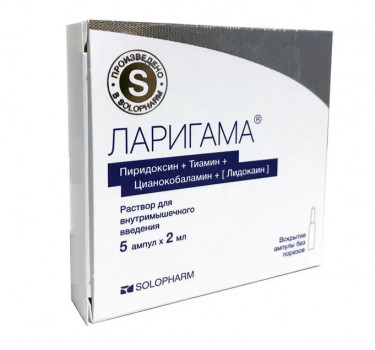 ПРОИЗВЕДЕНО
S
В SOLOPHARM
ЛАРИГАМА®
Пиридоксин + Тиамин +
Цианокобаламин + [ Лидокаин ]
Раствор для
внутримышечного
введения
5 ампул х 2 мл
Вскрытие
ампулы без
порезов
SOLOPHARM